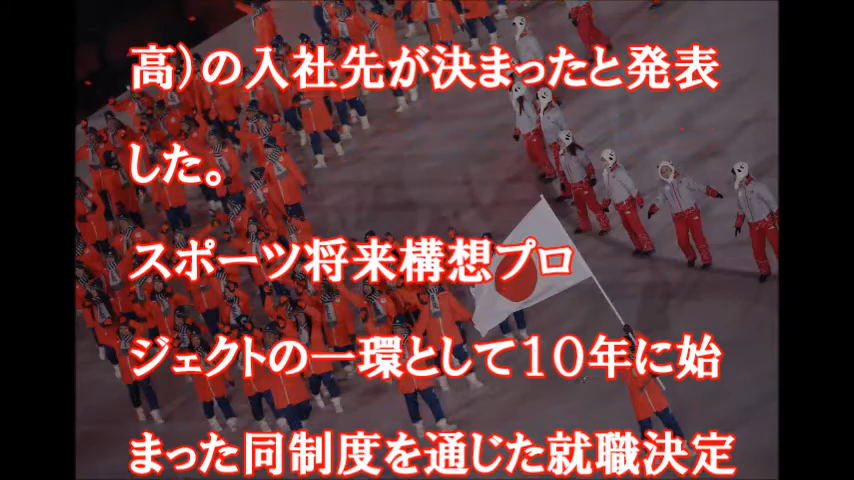 高）の入社先が決まったと発表
した。
スポーツ将来構想プロ
ジェクトの一環として１０年に始
まった同制度を通じた就職決定